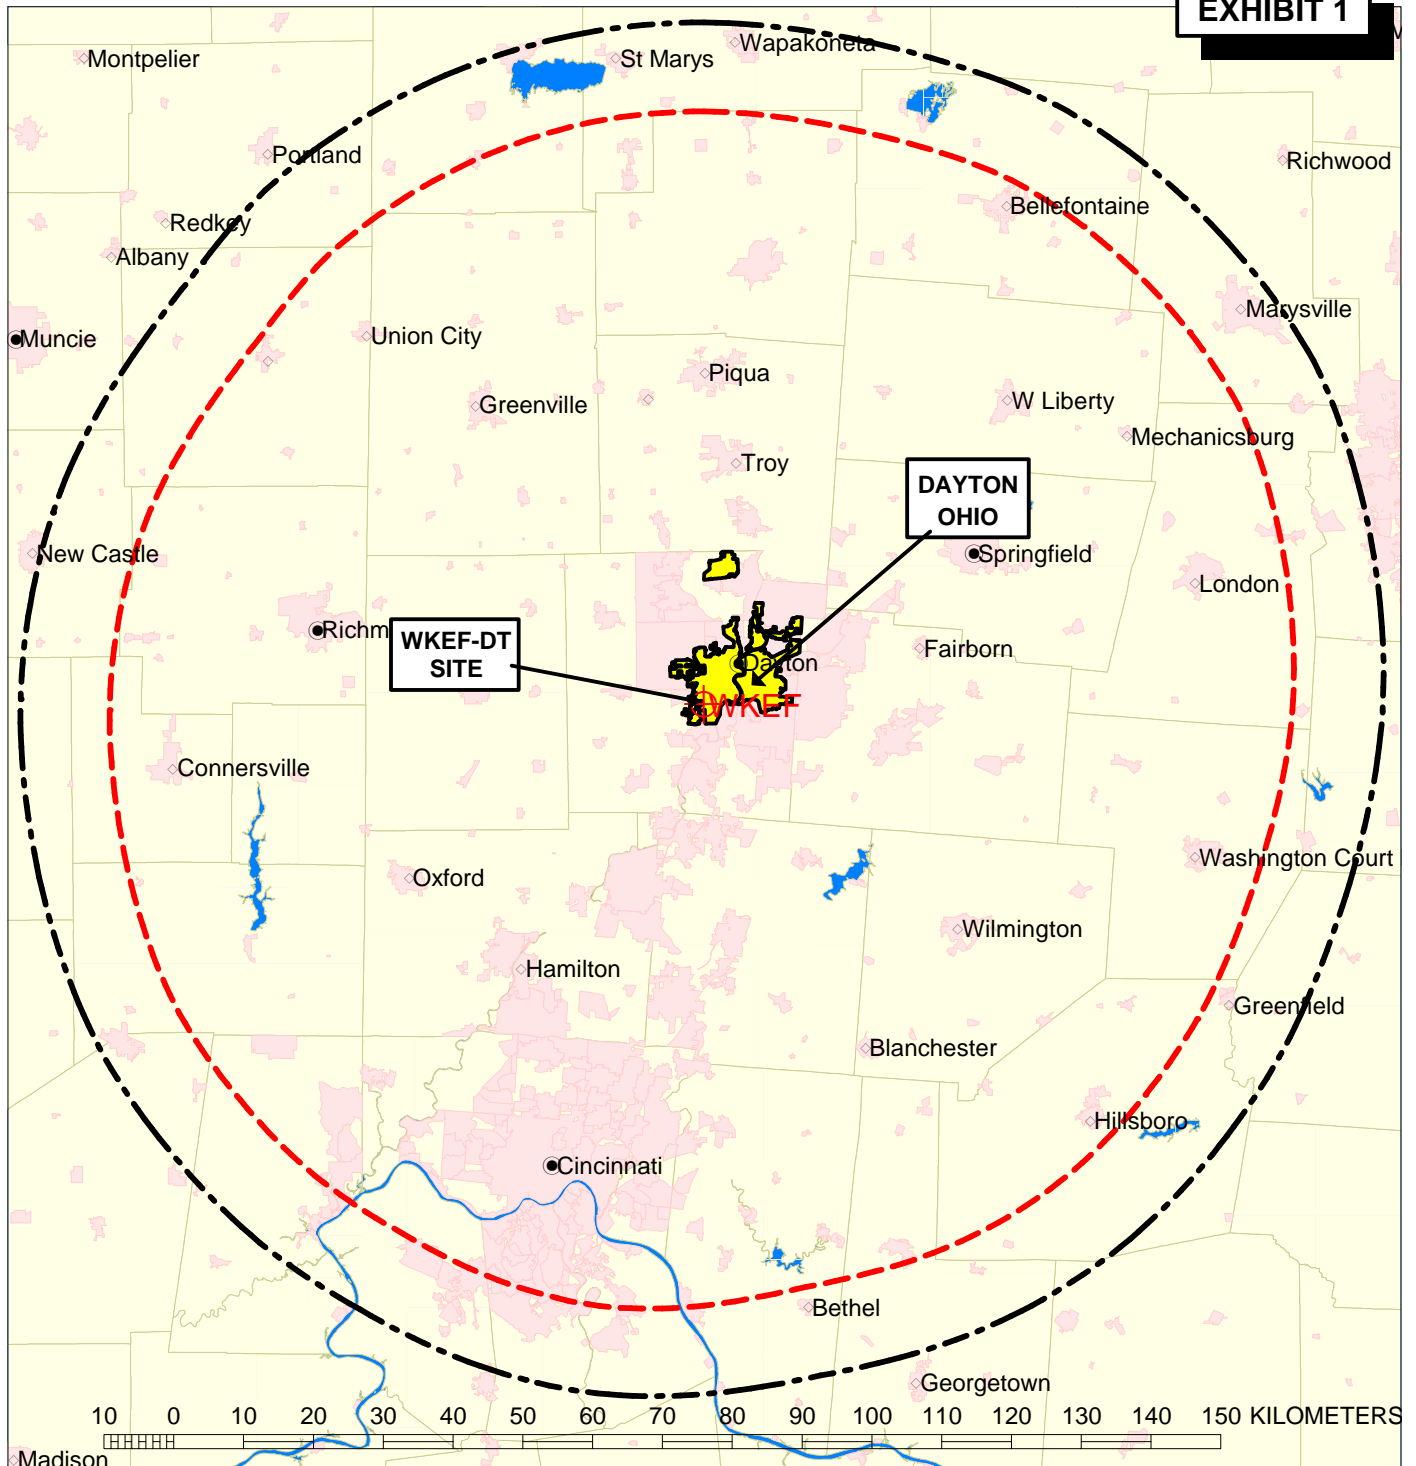 EXHIBIT 1
Wapakoneta
Montpelier
St Marys
Portland
Richwood
Bellefontaine
Redkey
Albany
Marysville
Muncie
Union City
Piqua
W Liberty
Greenville
Mechanicsburg
Troy
DAYTON
OHIO
New Castle
Springfield
London
Richm
WKEF-DT
SITE
Fairborn
Dayton
WKEF
Connersville
Washington Court
Oxford
Wilmington
Hamilton
Greenfield
Blanchester
Hillsboro
Cincinnati
Bethel
Georgetown
10 0 10 20 30 40 50 60 70 80 90 100 110 120 130 140 150 KILOMETERS
Madison